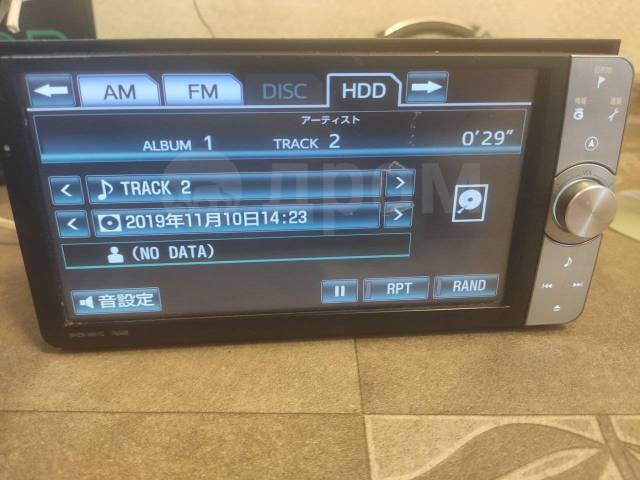 AM FM DISC HDD
アーティスト
ALBUM 1 TRACK 2 0'29"
TRACK 2
2019年11月10日14:23
(NO DATA)
音設定 RPT RAND
дром